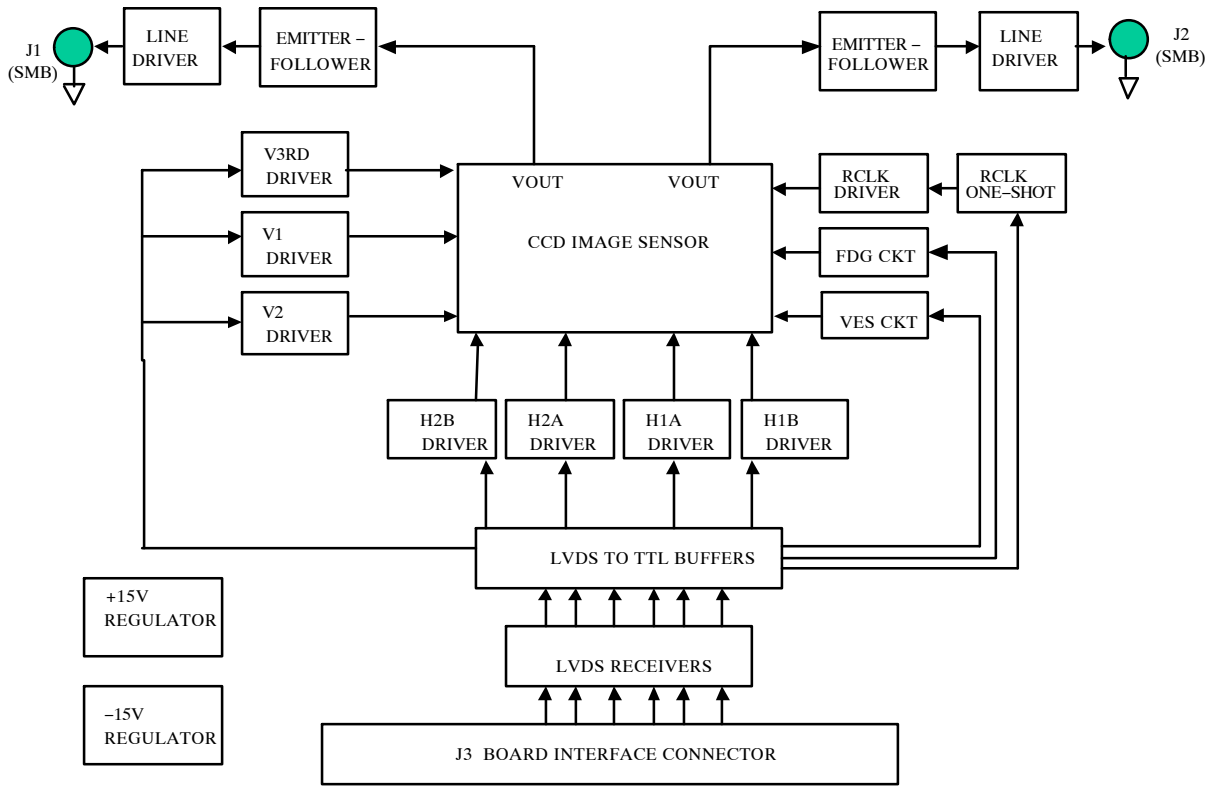 J1
(SMB)
LINE
DRIVER
EMITTER –
FOLLOWER
EMITTER –
FOLLOWER
LINE
DRIVER
J2
(SMB)
V3RD
DRIVER
VOUT
VOUT
RCLK
DRIVER
RCLK
ONE–SHOT
V1
DRIVER
CCD IMAGE SENSOR
FDG CKT
V2
DRIVER
VES CKT
H2B
DRIVER
H2A
DRIVER
H1A
DRIVER
H1B
DRIVER
LVDS TO TTL BUFFERS
+15V
REGULATOR
LVDS RECEIVERS
–15V
REGULATOR
J3 BOARD INTERFACE CONNECTOR